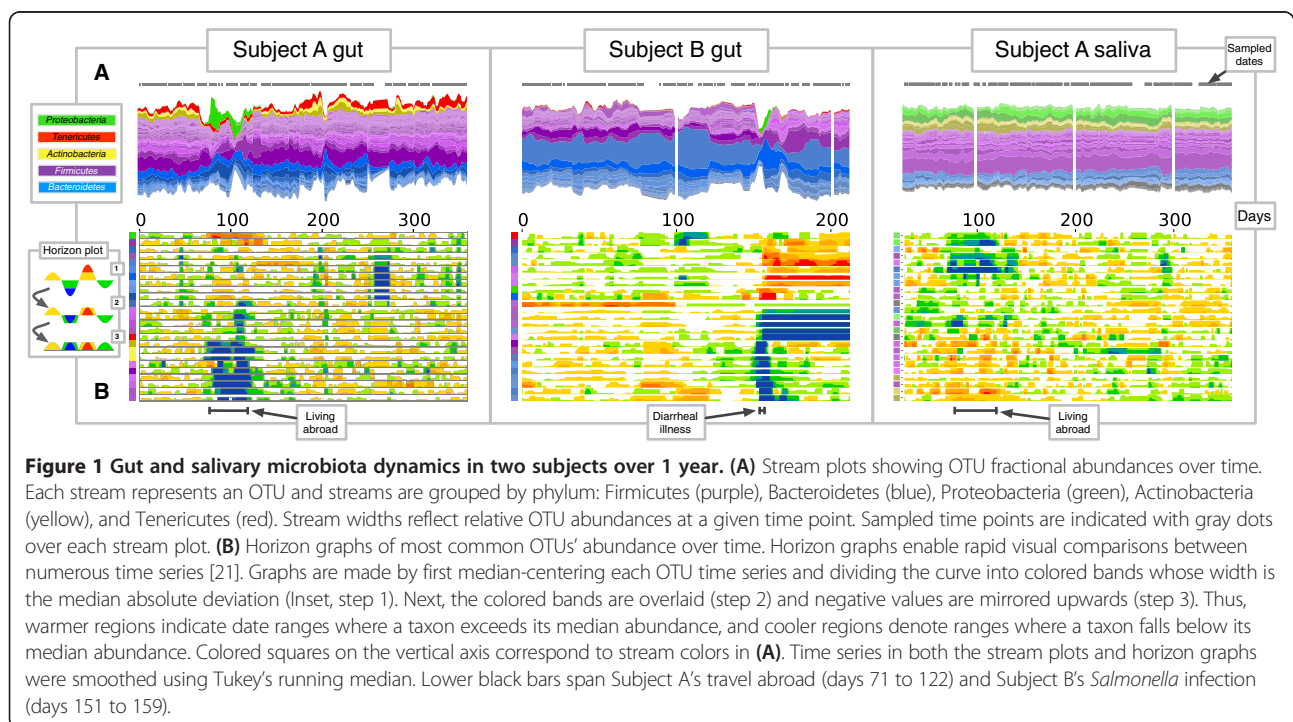 Subject A gut
Subject B gut
Subject A saliva
A
Sampled
dates
Proteobacteria
Tenericutes
Actinobacteria
Firmicutes
Bacteroidetes
0 100 200 300
0 100 200
100 200 300
Days
Horizon plot
1
2
3
B
Living
abroad
Diarrheal
illness
Living
abroad
Figure 1 Gut and salivary microbiota dynamics in two subjects over 1 year. (A) Stream plots showing OTU fractional abundances over time.
Each stream represents an OTU and streams are grouped by phylum: Firmicutes (purple), Bacteroidetes (blue), Proteobacteria (green), Actinobacteria
(yellow), and Tenericutes (red). Stream widths reflect relative OTU abundances at a given time point. Sampled time points are indicated with gray dots
over each stream plot. (B) Horizon graphs of most common OTUs' abundance over time. Horizon graphs enable rapid visual comparisons between
numerous time series [21]. Graphs are made by first median-centering each OTU time series and dividing the curve into colored bands whose width is
the median absolute deviation (Inset, step 1). Next, the colored bands are overlaid (step 2) and negative values are mirrored upwards (step 3). Thus,
warmer regions indicate date ranges where a taxon exceeds its median abundance, and cooler regions denote ranges where a taxon falls below its
median abundance. Colored squares on the vertical axis correspond to stream colors in (A). Time series in both the stream plots and horizon graphs
were smoothed using Tukey's running median. Lower black bars span Subject A's travel abroad (days 71 to 122) and Subject B's Salmonella infection
(days 151 to 159).